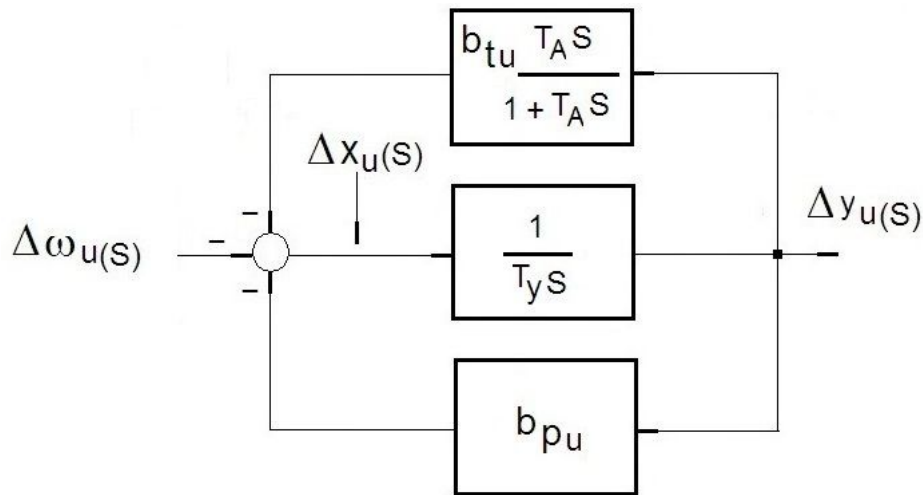 b_tu T_A S
1 + T_A S
Δx_u(S)
Δω_u(S)
1
T_y S
Δy_u(S)
b_pu